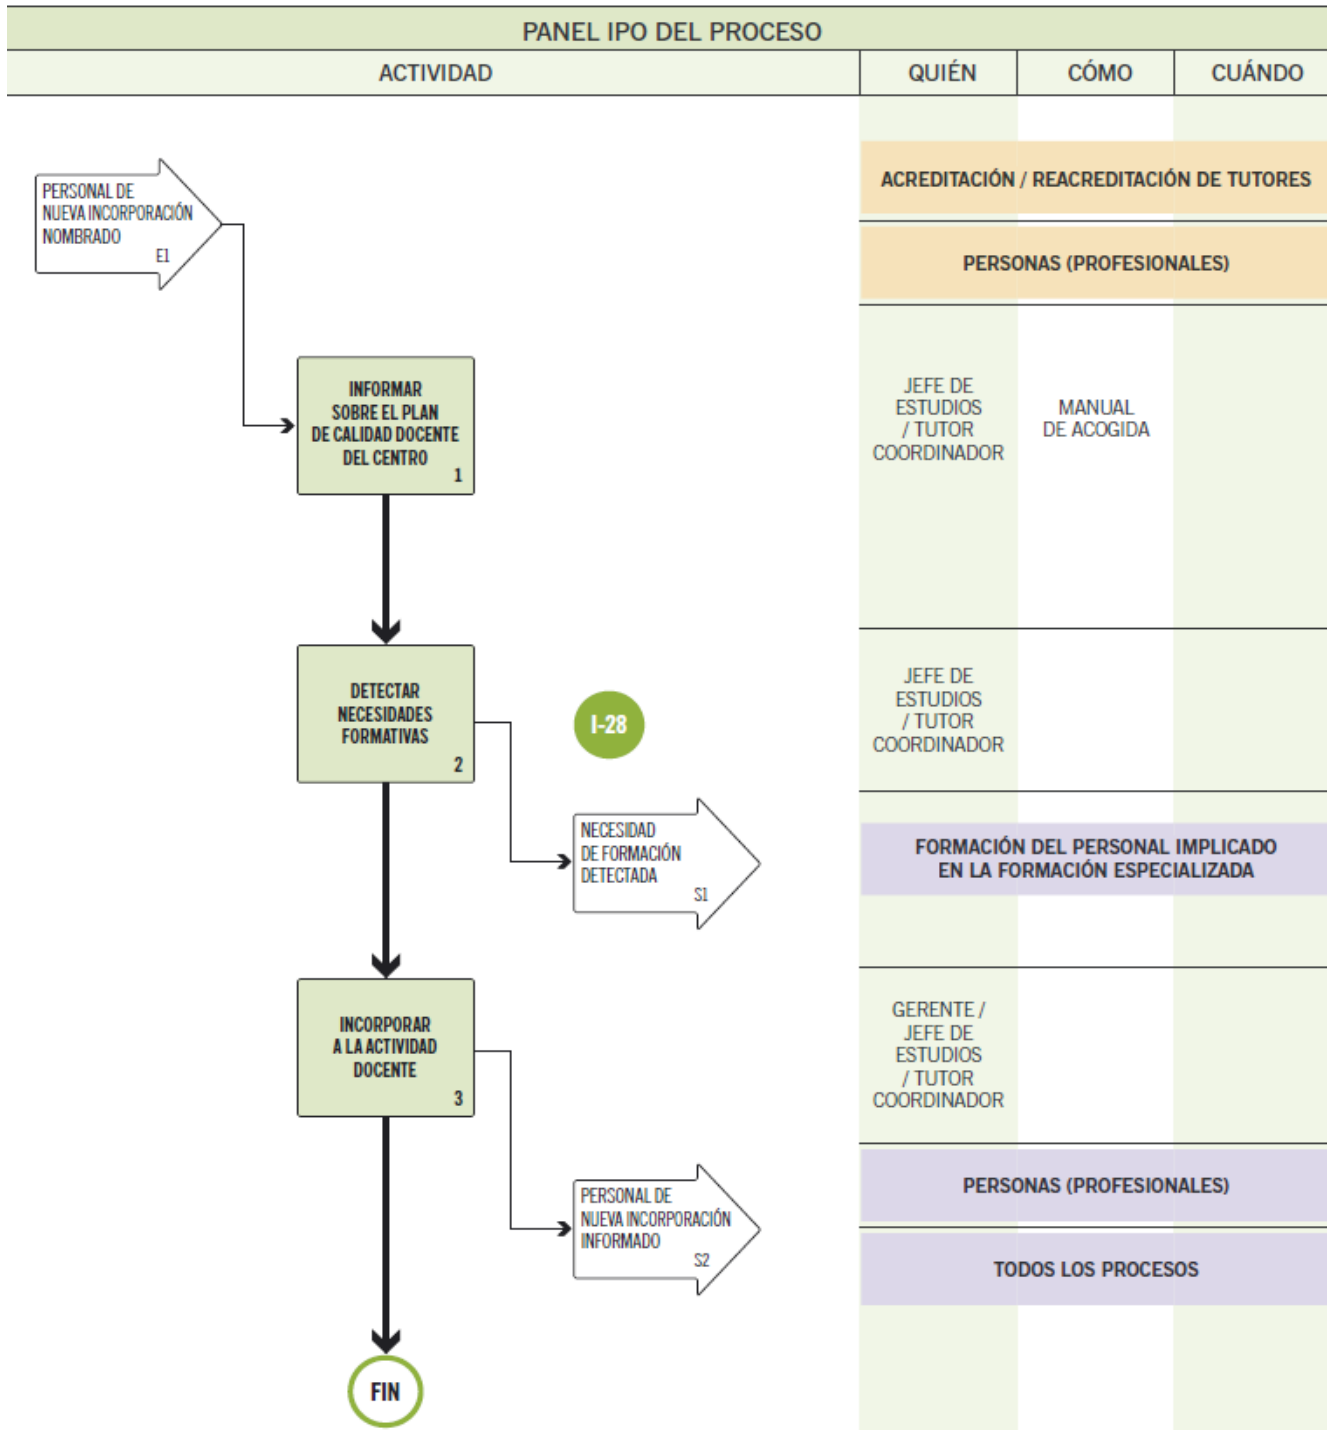 PANEL IPO DEL PROCESO
ACTIVIDAD
QUIÉN
CÓMO
CUÁNDO
PERSONAL DE
NUEVA INCORPORACIÓN
NOMBRADO
E1
ACREDITACIÓN / REACREDITACIÓN DE TUTORES
PERSONAS (PROFESIONALES)
INFORMAR
SOBRE EL PLAN
DE CALIDAD DOCENTE
DEL CENTRO
1
JEFE DE
ESTUDIOS
/ TUTOR
COORDINADOR
MANUAL
DE ACOGIDA
DETECTAR
NECESIDADES
FORMATIVAS
2
I-28
JEFE DE
ESTUDIOS
/ TUTOR
COORDINADOR
NECESIDAD
DE FORMACIÓN
DETECTADA
S1
FORMACIÓN DEL PERSONAL IMPLICADO
EN LA FORMACIÓN ESPECIALIZADA
INCORPORAR
A LA ACTIVIDAD
DOCENTE
3
GERENTE /
JEFE DE
ESTUDIOS
/ TUTOR
COORDINADOR
PERSONAL DE
NUEVA INCORPORACIÓN
INFORMADO
S2
PERSONAS (PROFESIONALES)
TODOS LOS PROCESOS
FIN